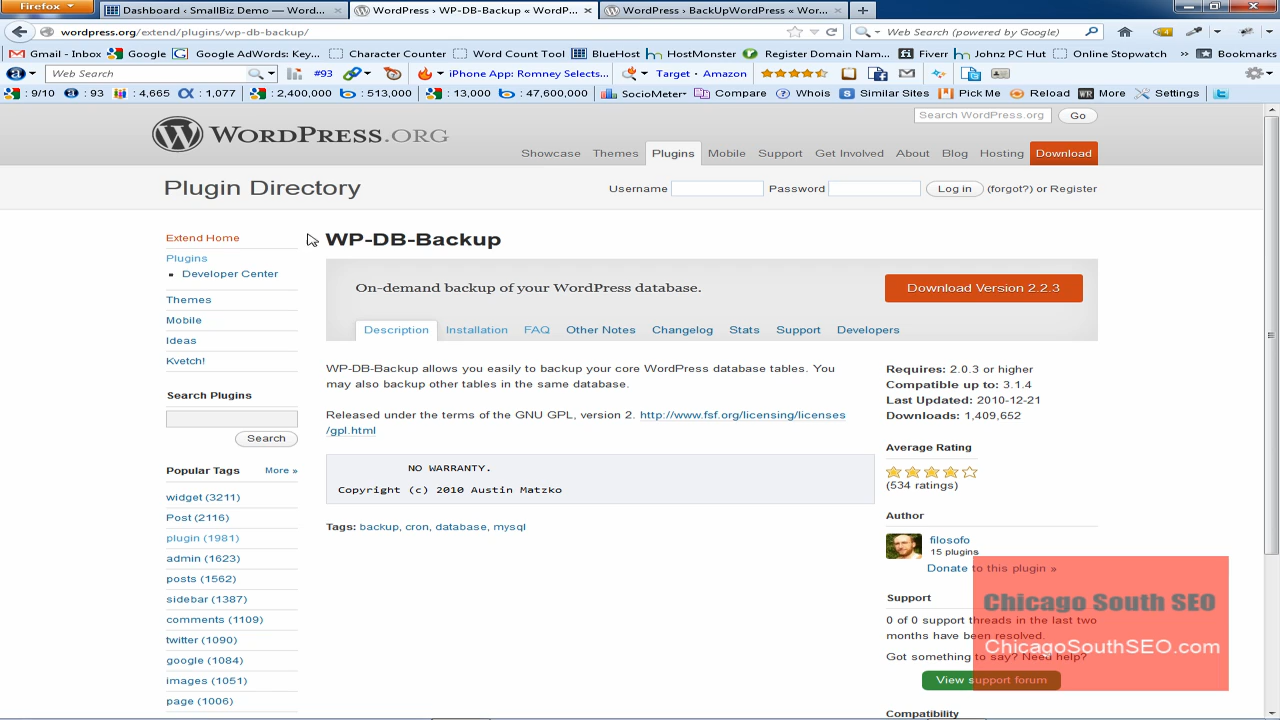 Firefox
Dashboard ‹ SmallBiz Demo — Word...
WordPress › WP-DB-Backup « WordP...
wordpress.org/extend/plugins/wp-db-backup/
Web Search (powered by Google)
Gmail - Inbox
Google
Google AdWords Key...
Character Counter
Word Count Tool
BlueHost
HostMonster
Register Domain Nam...
Fiverr
Johnz PC Hut
Online Stopwatch
»
Bookmarks
Web Search
#93
iPhone App: Romney Selects...
Target · Amazon
: 9/10
: 93
: 4,665
: 1,077
: 2,400,000
: 513,000
: 13,000
: 47,600,000
SocioMeter
Compare
Whois
Similar Sites
Pick Me
Reload
More
Settings
WORDPRESS.ORG
Search WordPress.org
Go
Showcase
Themes
Plugins
Mobile
Support
Get Involved
About
Blog
Hosting
Download
Plugin Directory
Username
Password
Log in
(forgot?) or Register
Extend Home
Plugins
Developer Center
Themes
Mobile
Ideas
Kvetch!
Search Plugins
Search
Popular Tags
More »
widget (3211)
Post (2116)
plugin (1981)
admin (1623)
posts (1562)
sidebar (1387)
comments (1109)
twitter (1090)
google (1084)
images (1051)
page (1006)
WP-DB-Backup
On-demand backup of your WordPress database.
Download Version 2.2.3
Description
Installation
FAQ
Other Notes
Changelog
Stats
Support
Developers
WP-DB-Backup allows you easily to backup your core WordPress database tables. You
may also backup other tables in the same database.
Released under the terms of the GNU GPL, version 2. http://www.fsf.org/licensing/licenses
/gpl.html
NO WARRANTY.
Copyright (c) 2010 Austin Matzko
Tags: backup, cron, database, mysql
Requires: 2.0.3 or higher
Compatible up to: 3.1.4
Last Updated: 2010-12-21
Downloads: 1,409,652
Average Rating
(534 ratings)
Author
filosofo
15 plugins
Donate to this plugin »
Support
0 of 0 support threads in the last two
months have been resolved.
Got something to say? Need help?
View support forum
Compatibility
Chicago South SEO
ChicagoSouthSEO.com